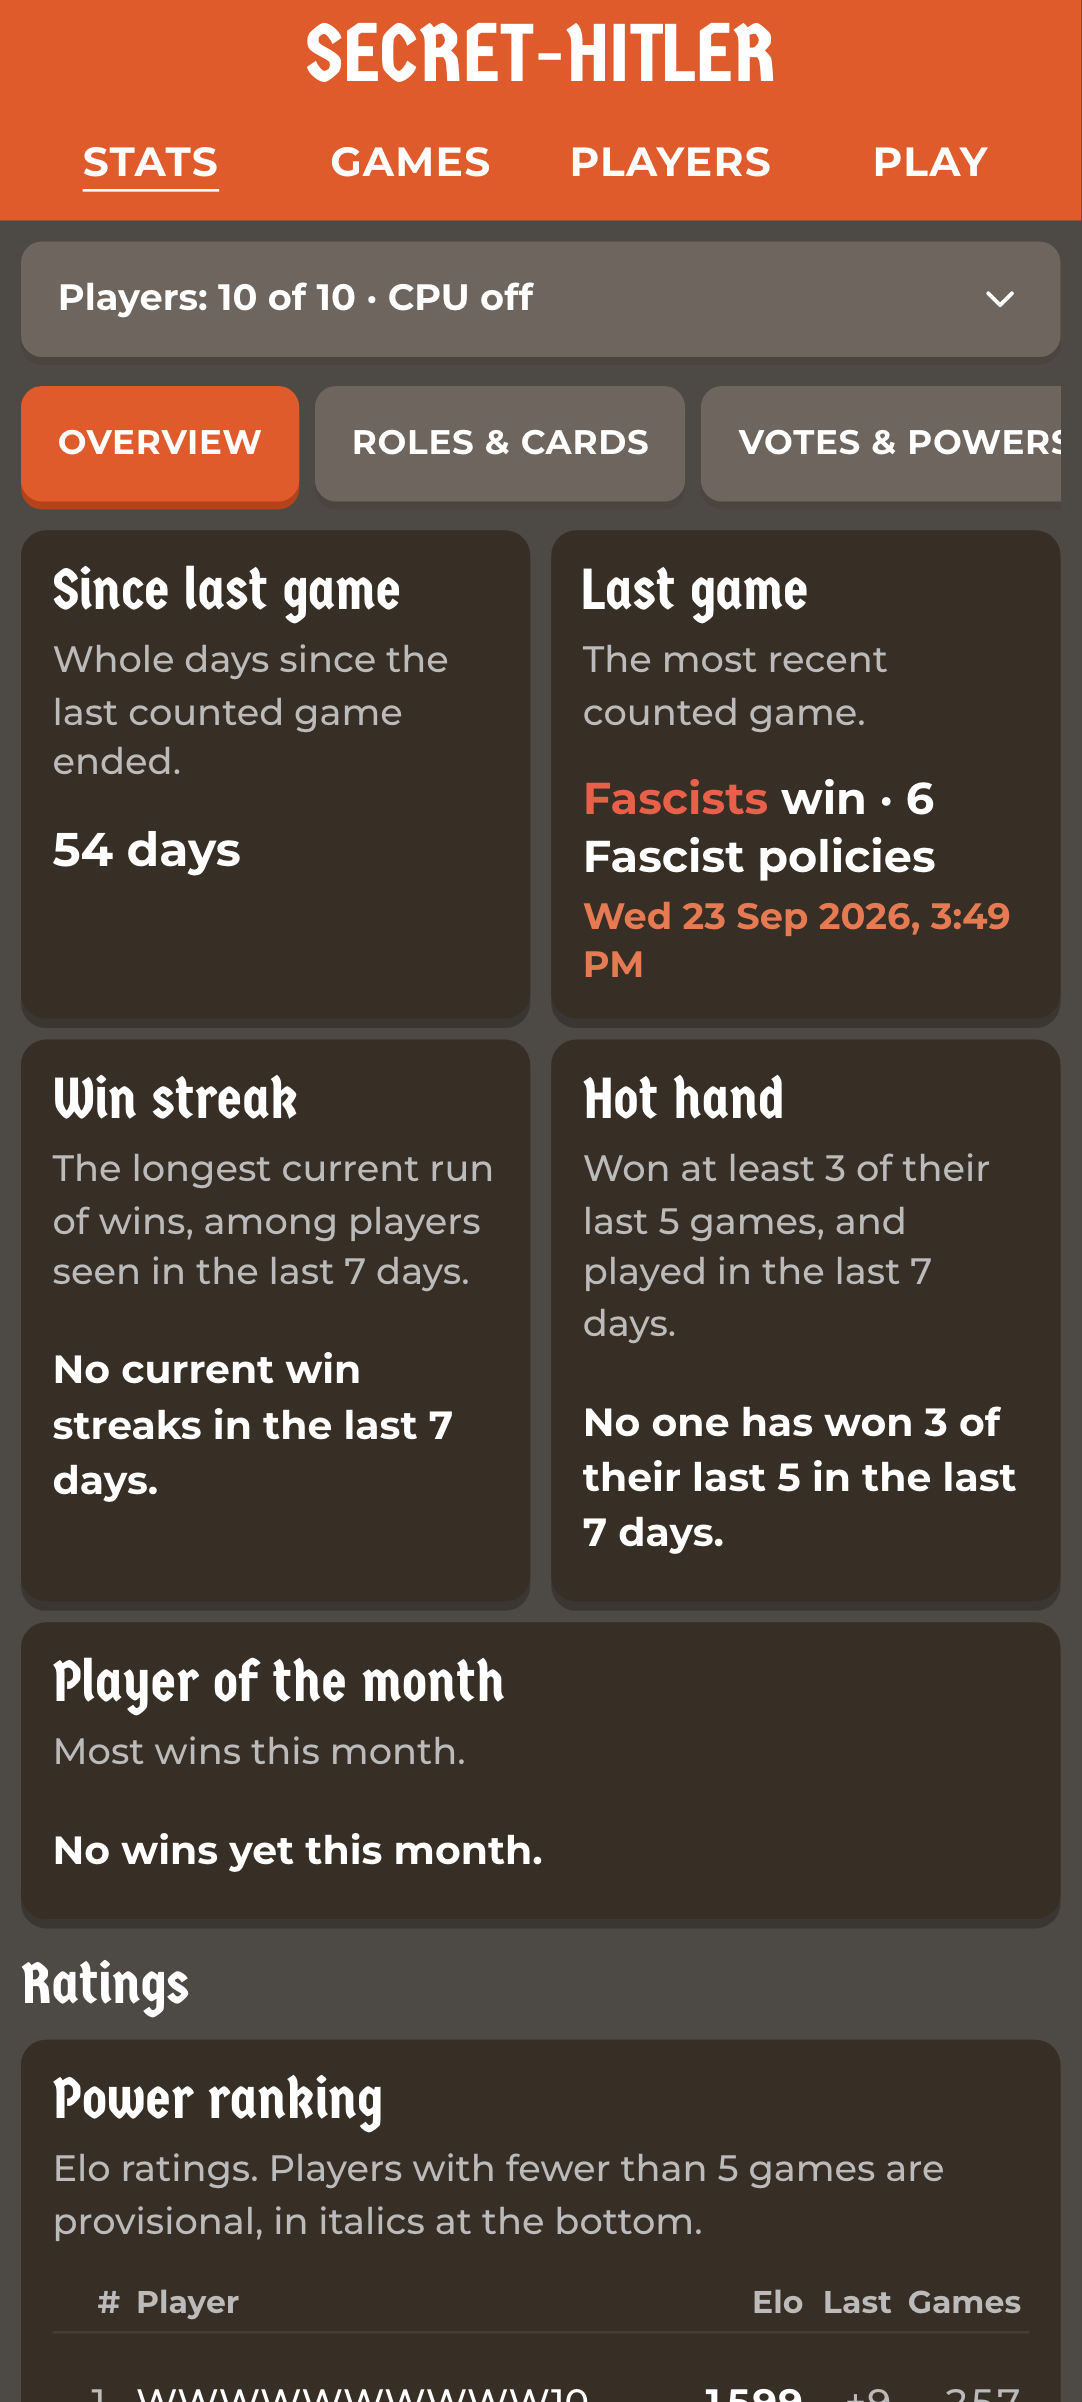 SECRET-HITLER
STATS GAMES PLAYERS PLAY
Players: 10 of 10 · CPU off
OVERVIEW ROLES & CARDS VOTES & POWERS
Since last game
Whole days since the
last counted game
ended.
54 days
Last game
The most recent
counted game.
Fascists win · 6
Fascist policies
Wed 23 Sep 2026, 3:49
PM
Win streak
The longest current run
of wins, among players
seen in the last 7 days.
No current win
streaks in the last 7
days.
Hot hand
Won at least 3 of their
last 5 games, and
played in the last 7
days.
No one has won 3 of
their last 5 in the last
7 days.
Player of the month
Most wins this month.
No wins yet this month.
Ratings
Power ranking
Elo ratings. Players with fewer than 5 games are
provisional, in italics at the bottom.
# Player Elo Last Games
1 1599 +9 257